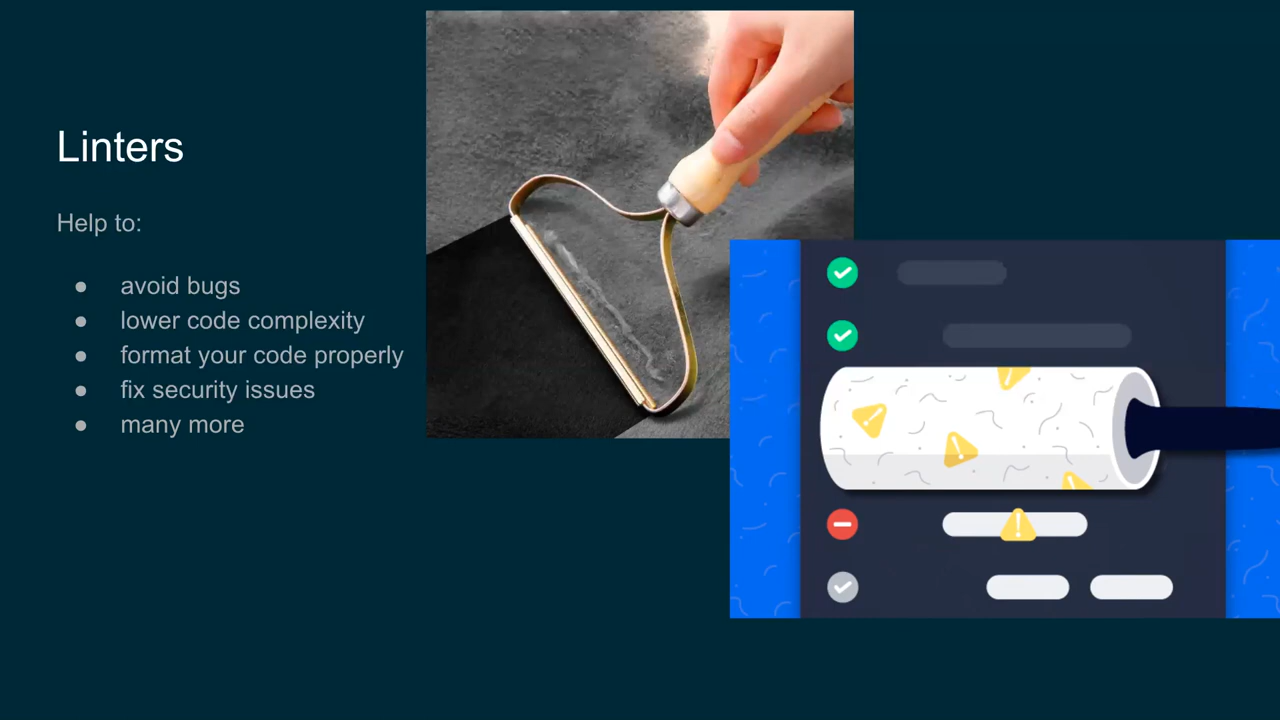 Linters
Help to:
● avoid bugs
● lower code complexity
● format your code properly
● fix security issues
● many more